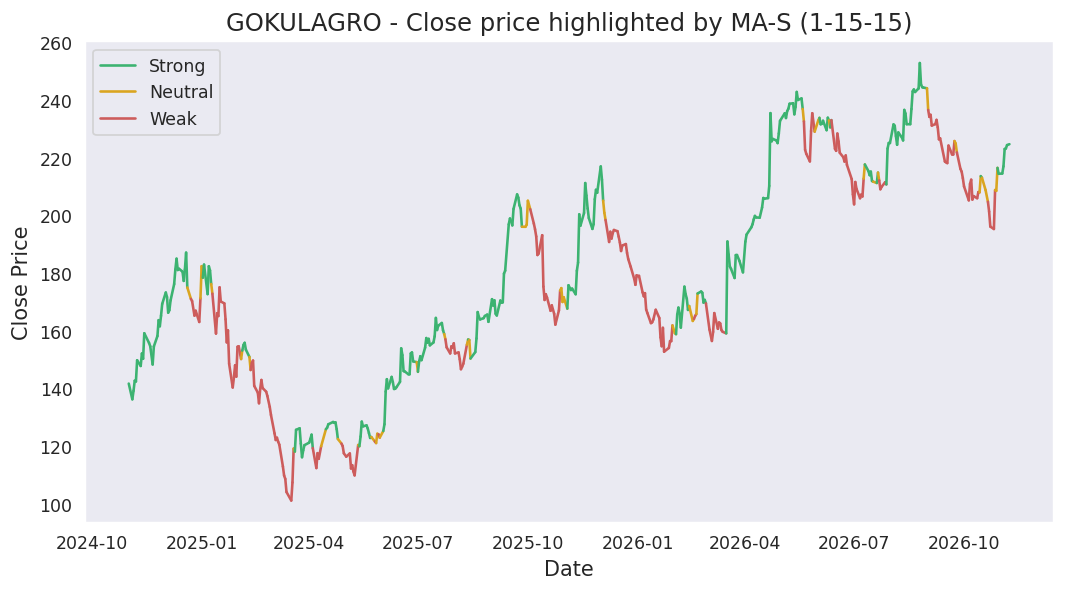 GOKULAGRO - Close price highlighted by MA-S (1-15-15)
Strong
Neutral
Weak
Close Price
260
240
220
200
180
160
140
120
100
2024-10 2025-01 2025-04 2025-07 2025-10 2026-01 2026-04 2026-07 2026-10
Date